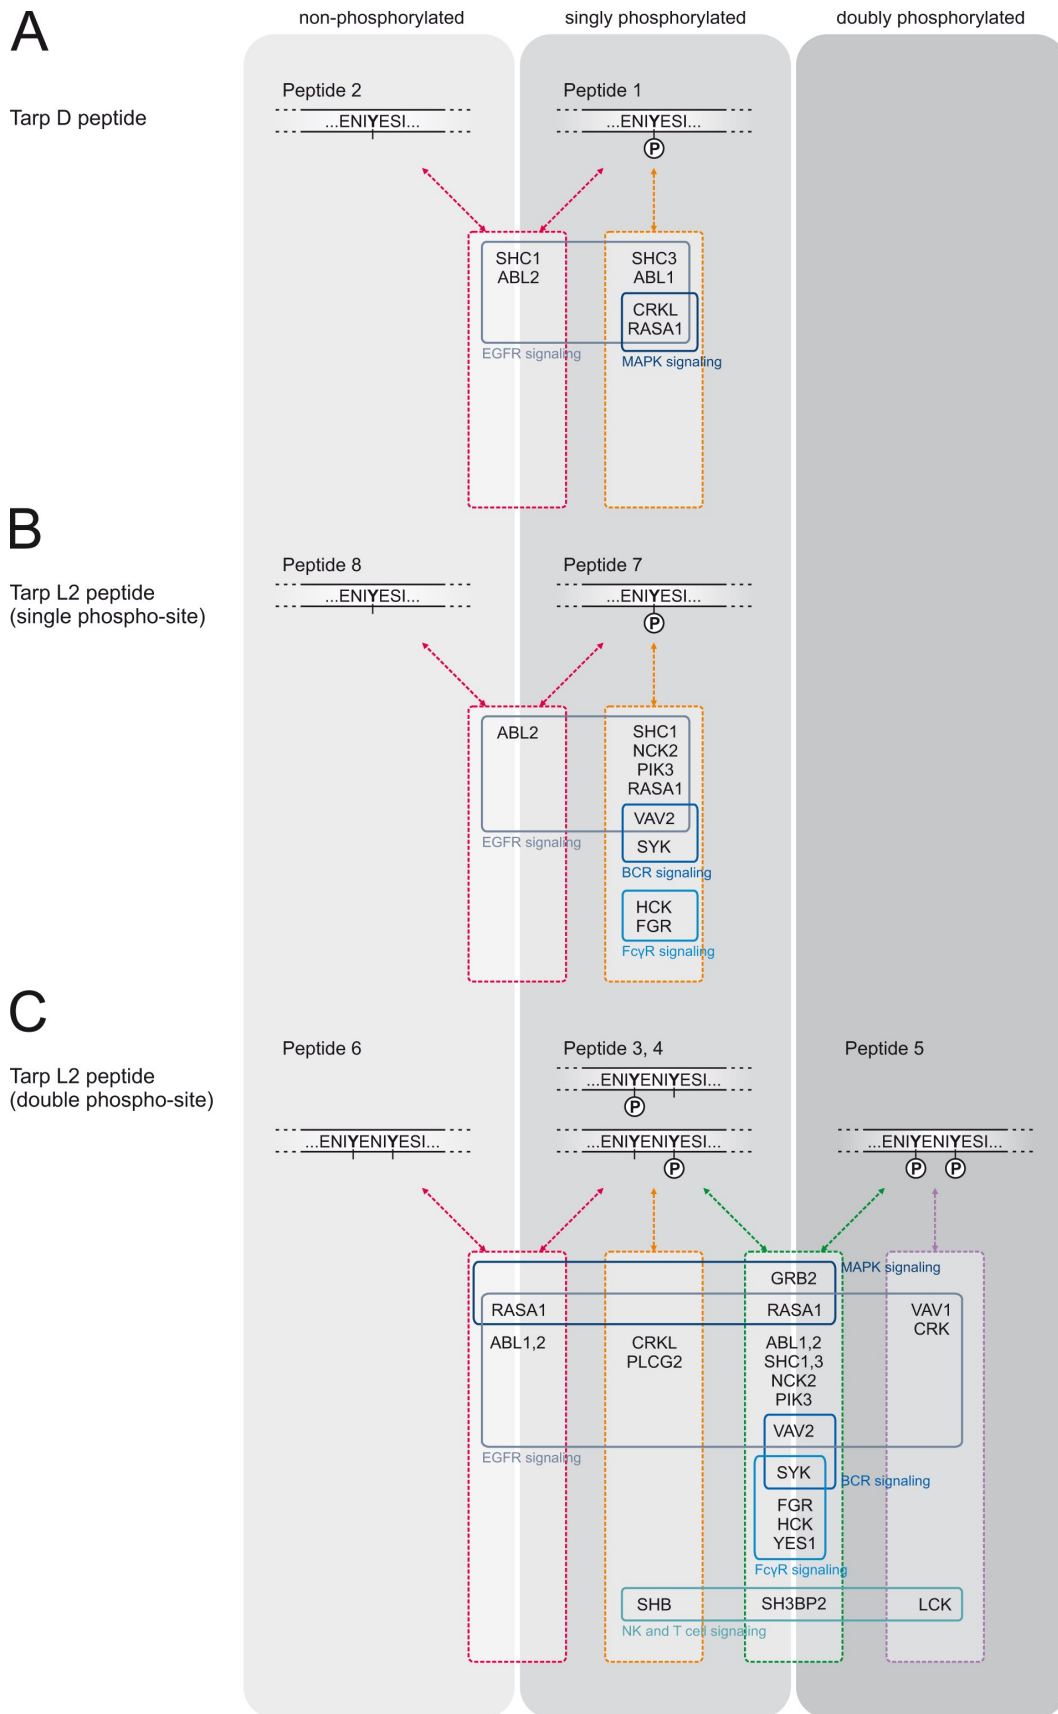 non-phosphorylated singly phosphorylated doubly phosphorylated
A
Tarp D peptide
Peptide 2 Peptide 1
...ENIYESI... ...ENIYESI...
P
SHC1 SHC3
ABL2 ABL1
CRKL
RASA1
EGFR signaling
MAPK signaling
B
Tarp L2 peptide
(single phospho-site)
Peptide 8 Peptide 7
...ENIYESI... ...ENIYESI...
P
ABL2 SHC1
NCK2
PIK3
RASA1
VAV2
EGFR signaling
SYK
BCR signaling
HCK
FGR
FcγR signaling
C
Tarp L2 peptide
(double phospho-site)
Peptide 6 Peptide 3, 4 Peptide 5
...ENIYENIYESI...
P
...ENIYENIYESI... ...ENIYENIYESI... ...ENIYENIYESI...
P P P
MAPK signaling
GRB2
RASA1 RASA1 VAV1
CRK
ABL1,2 CRKL ABL1,2
PLCG2 SHC1,3
NCK2
PIK3
VAV2
EGFR signaling
SYK
BCR signaling
FGR
HCK
YES1
FcγR signaling
SHB SH3BP2 LCK
NK and T cell signaling